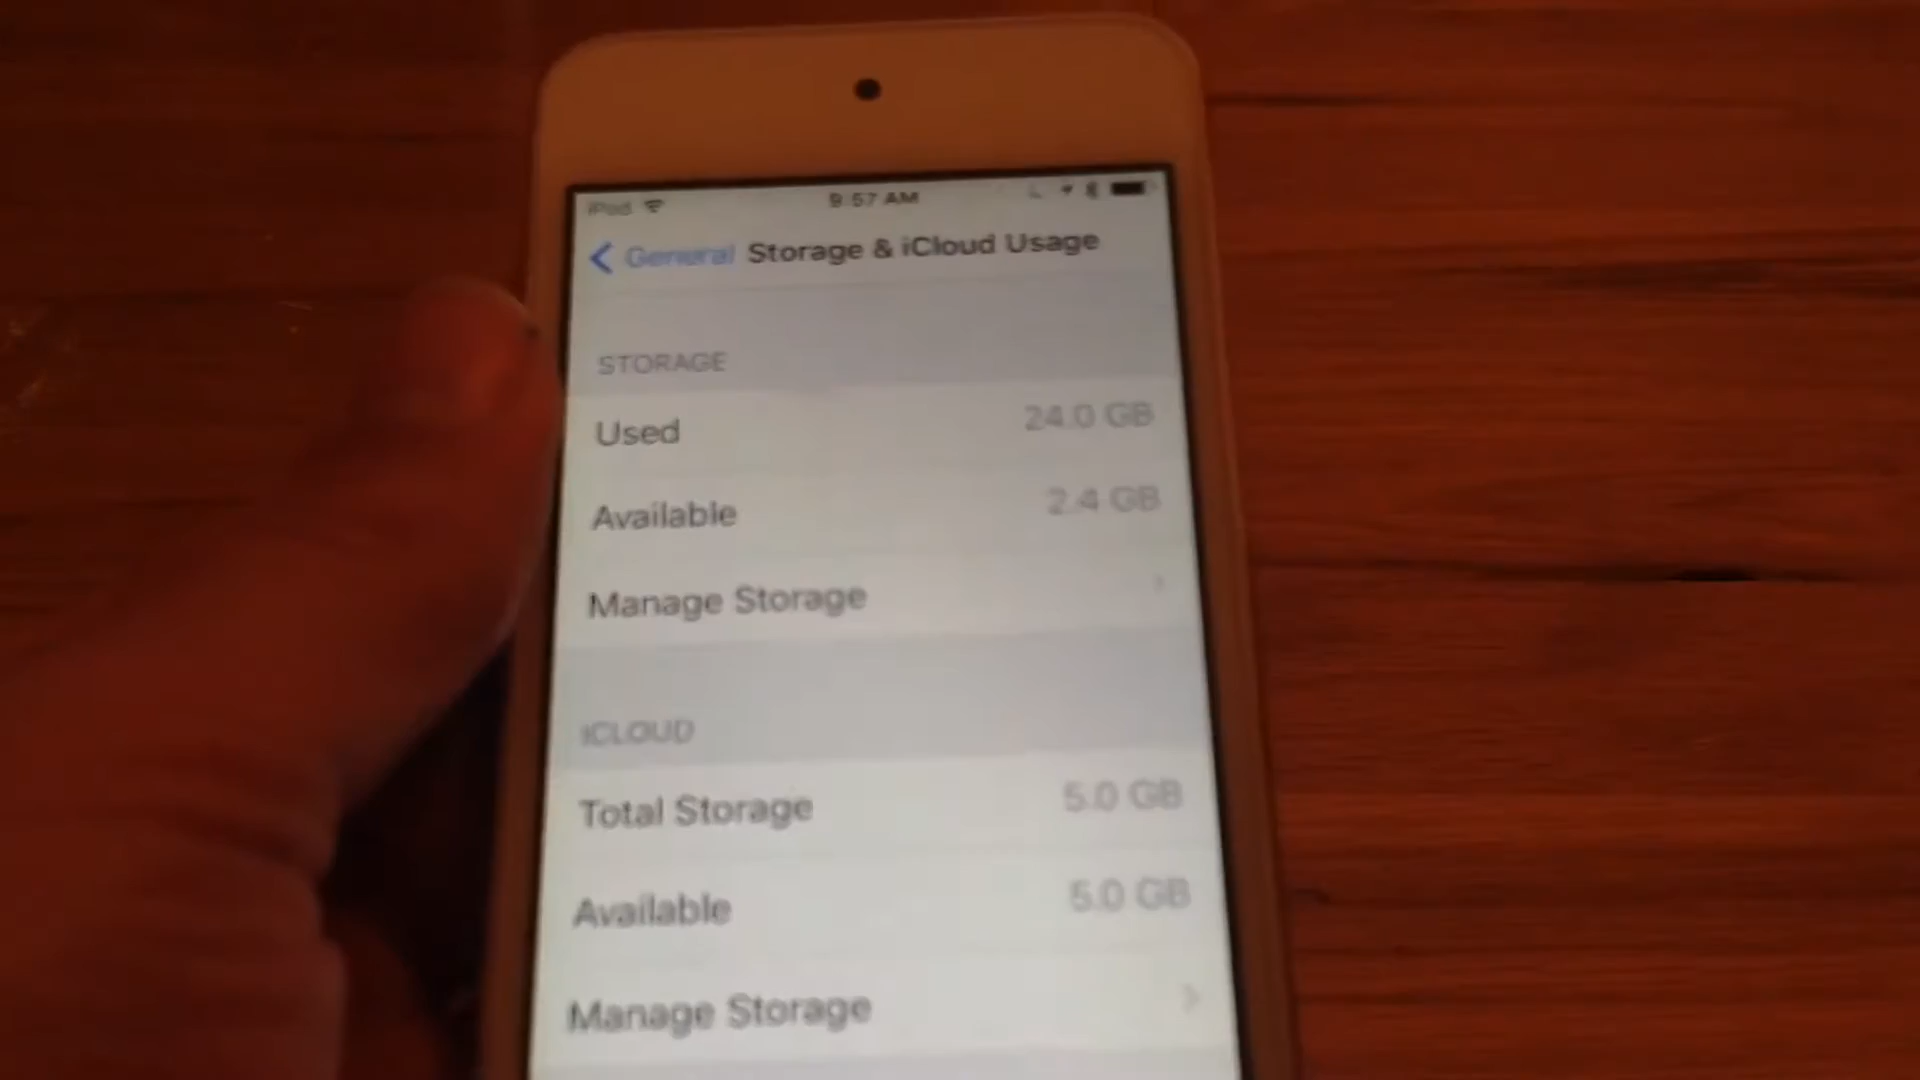 iPod 9:57 AM
General Storage & iCloud Usage
STORAGE
Used 24.0 GB
Available 2.4 GB
Manage Storage
ICLOUD
Total Storage 5.0 GB
Available 5.0 GB
Manage Storage